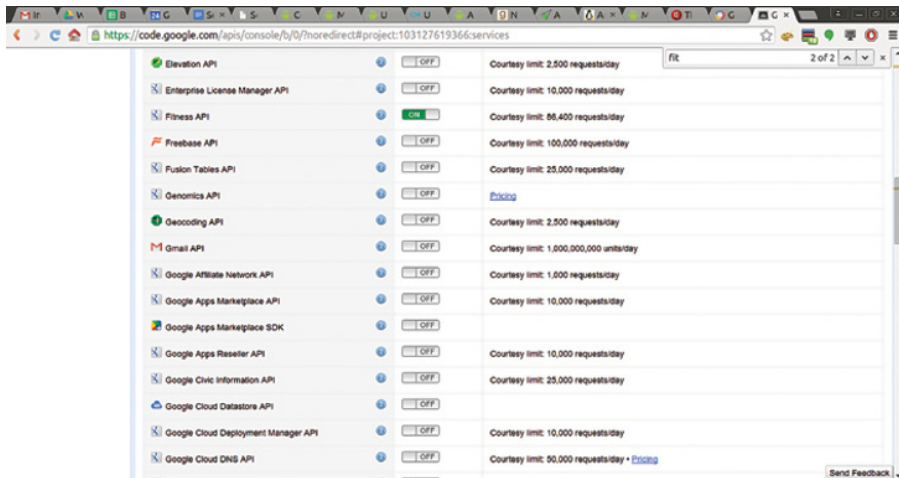 https://code.google.com/apis/console/b/0/?noredirect#project:103127619366:services
fit 2 of 2
Elevation API OFF Courtesy limit: 2,500 requests/day
Enterprise License Manager API OFF Courtesy limit: 10,000 requests/day
Fitness API ON Courtesy limit: 86,400 requests/day
Freebase API OFF Courtesy limit: 100,000 requests/day
Fusion Tables API OFF Courtesy limit: 25,000 requests/day
Genomics API OFF Pricing
Geocoding API OFF Courtesy limit: 2,500 requests/day
Gmail API OFF Courtesy limit: 1,000,000,000 units/day
Google Affiliate Network API OFF Courtesy limit: 1,000 requests/day
Google Apps Marketplace API OFF Courtesy limit: 10,000 requests/day
Google Apps Marketplace SDK OFF
Google Apps Reseller API OFF Courtesy limit: 10,000 requests/day
Google Civic Information API OFF Courtesy limit: 25,000 requests/day
Google Cloud Datastore API OFF
Google Cloud Deployment Manager API OFF Courtesy limit: 10,000 requests/day
Google Cloud DNS API OFF Courtesy limit: 50,000 requests/day • Pricing
Send Feedback